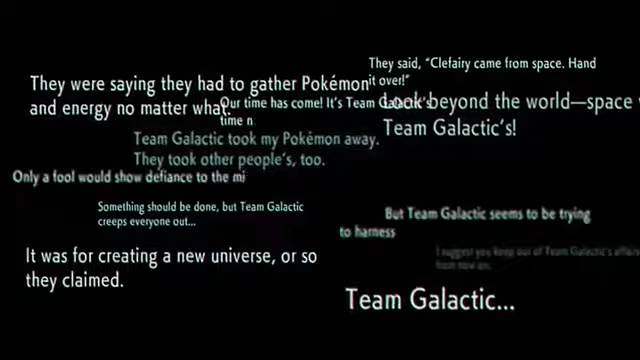 They said, “Clefairy came from space. Hand
it over!”
They were saying they had to gather Pokémon
and energy no matter what.
Our time has come! It's Team Galactic's
time n
Look beyond the world—space
Team Galactic's!
Team Galactic took my Pokémon away.
They took other people's, too.
Only a fool would show defiance to the mi
Something should be done, but Team Galactic
creeps everyone out...
But Team Galactic seems to be trying
to harness
It was for creating a new universe, or so
they claimed.
I suggest you keep out of Team Galactic's affairs
from now on.
Team Galactic...